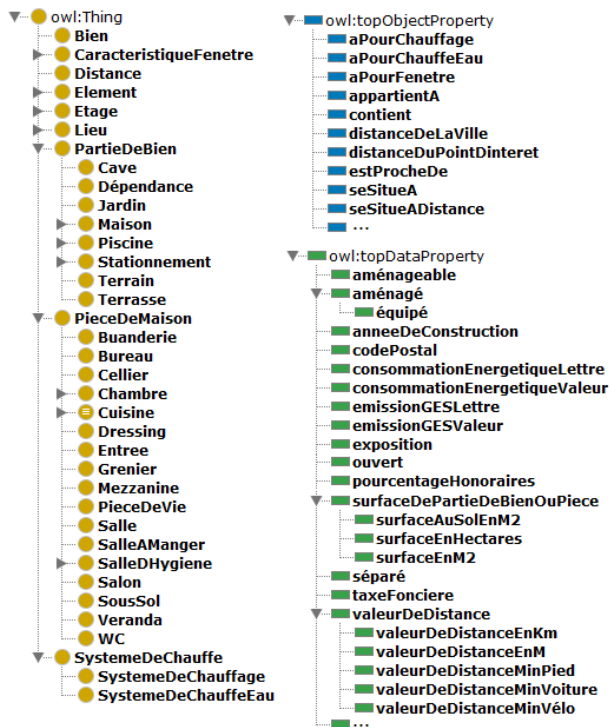 owl:Thing
Bien
CaracteristiqueFenetre
Distance
Element
Etage
Lieu
PartieDeBien
Cave
Dépendance
Jardin
Maison
Piscine
Stationnement
Terrain
Terrasse
PieceDeMaison
Buanderie
Bureau
Cellier
Chambre
Cuisine
Dressing
Entree
Grenier
Mezzanine
PieceDeVie
Salle
SalleAManger
SalleDHygiene
Salon
SousSol
Veranda
WC
SystemeDeChauffe
SystemeDeChauffage
SystemeDeChauffeEau
owl:topObjectProperty
aPourChauffage
aPourChauffeEau
aPourFenetre
appartientA
contient
distanceDeLaVille
distanceDuPointDinteret
estProcheDe
seSitueA
seSitueADistance
...
owl:topDataProperty
aménageable
aménagé
équipé
anneeDeConstruction
codePostal
consommationEnergetiqueLettre
consommationEnergetiqueValeur
emissionGESLettre
emissionGESValeur
exposition
ouvert
pourcentageHonoraires
surfaceDePartieDeBienOuPiece
surfaceAuSolEnM2
surfaceEnHectares
surfaceEnM2
séparé
taxeFonciere
valeurDeDistance
valeurDeDistanceEnKm
valeurDeDistanceEnM
valeurDeDistanceMinPied
valeurDeDistanceMinVoiture
valeurDeDistanceMinVélo
...